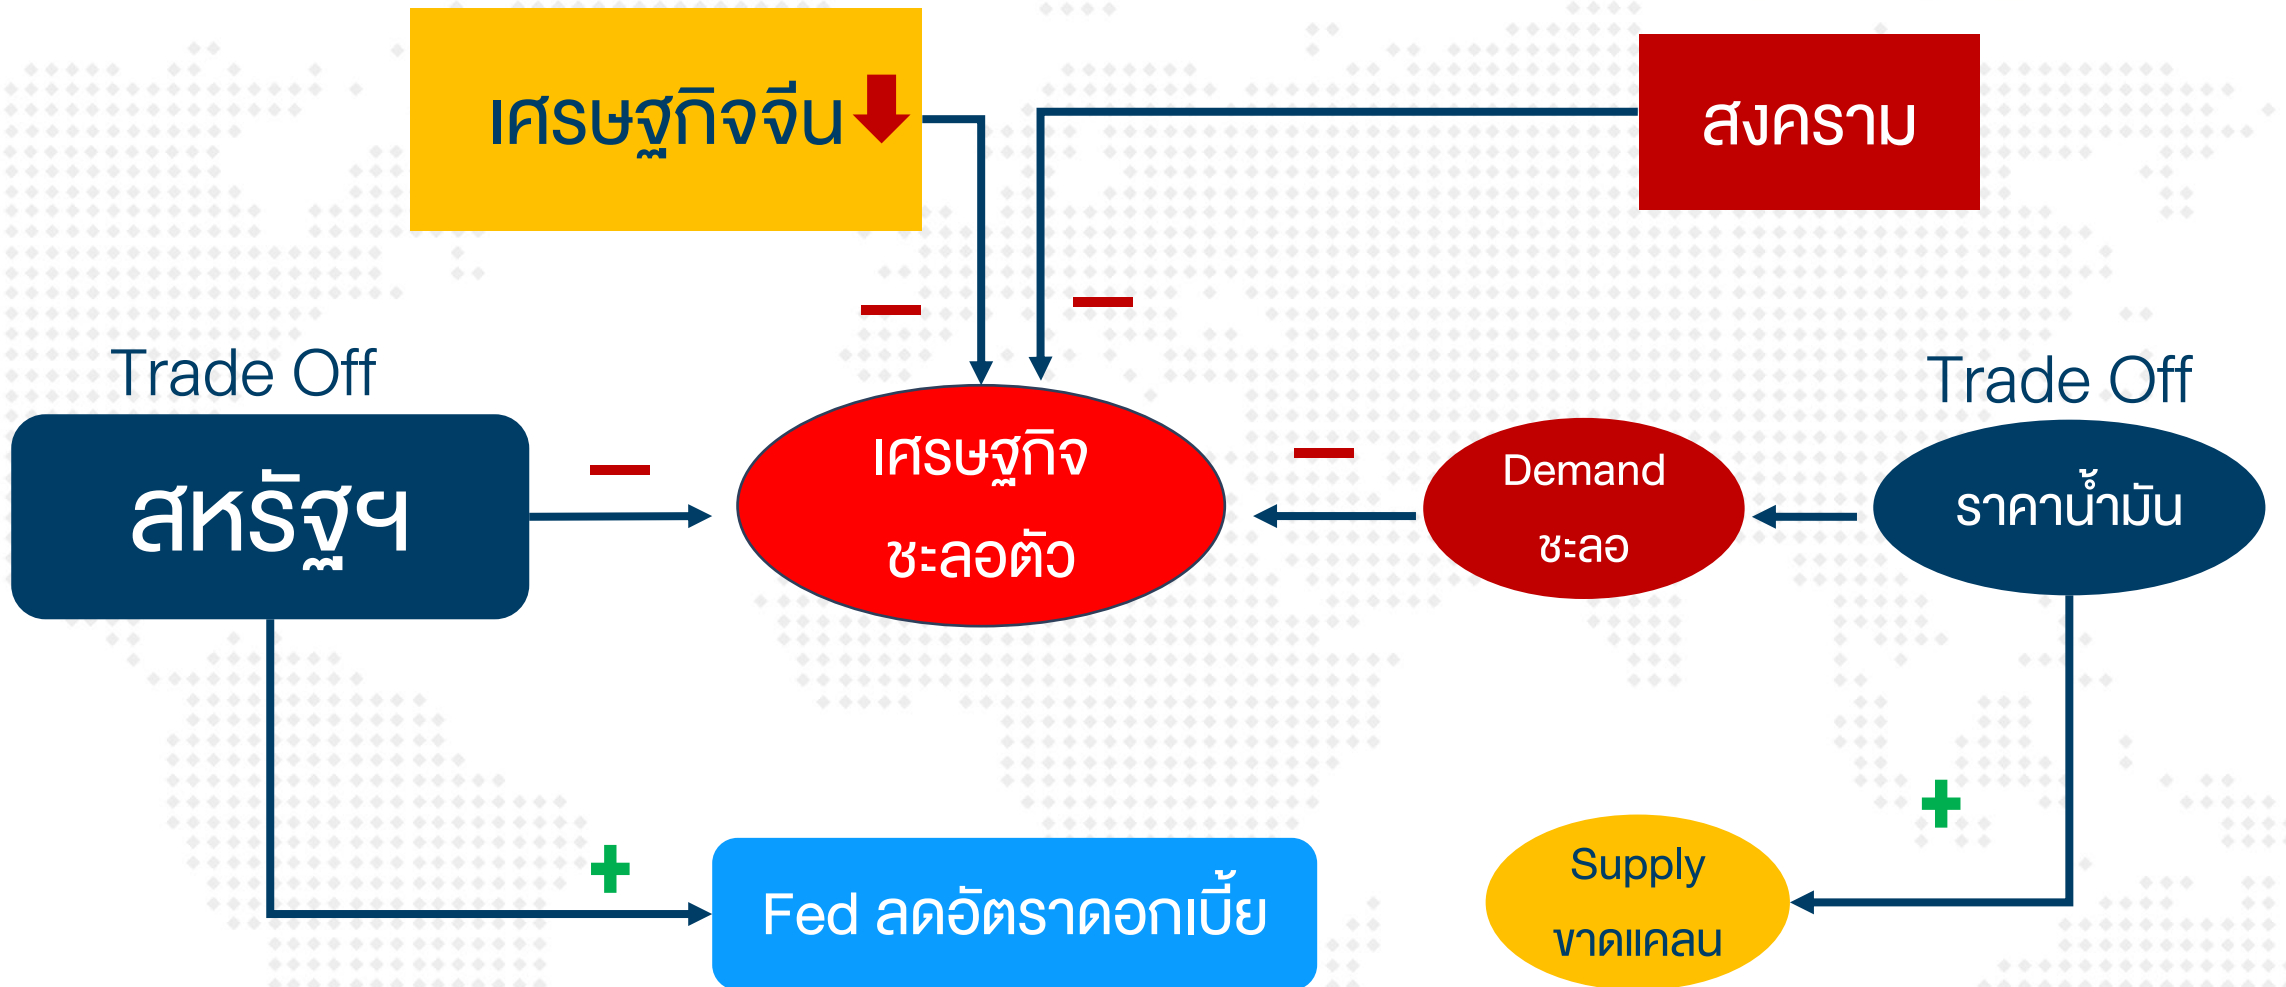 เศรษฐกิจจีน
สงคราม
Trade Off
Trade Off
สหรัฐฯ
เศรษฐกิจ
ชะลอตัว
Demand
ชะลอ
ราคาน้ำมัน
Fed ลดอัตราดอกเบี้ย
Supply
ขาดแคลน